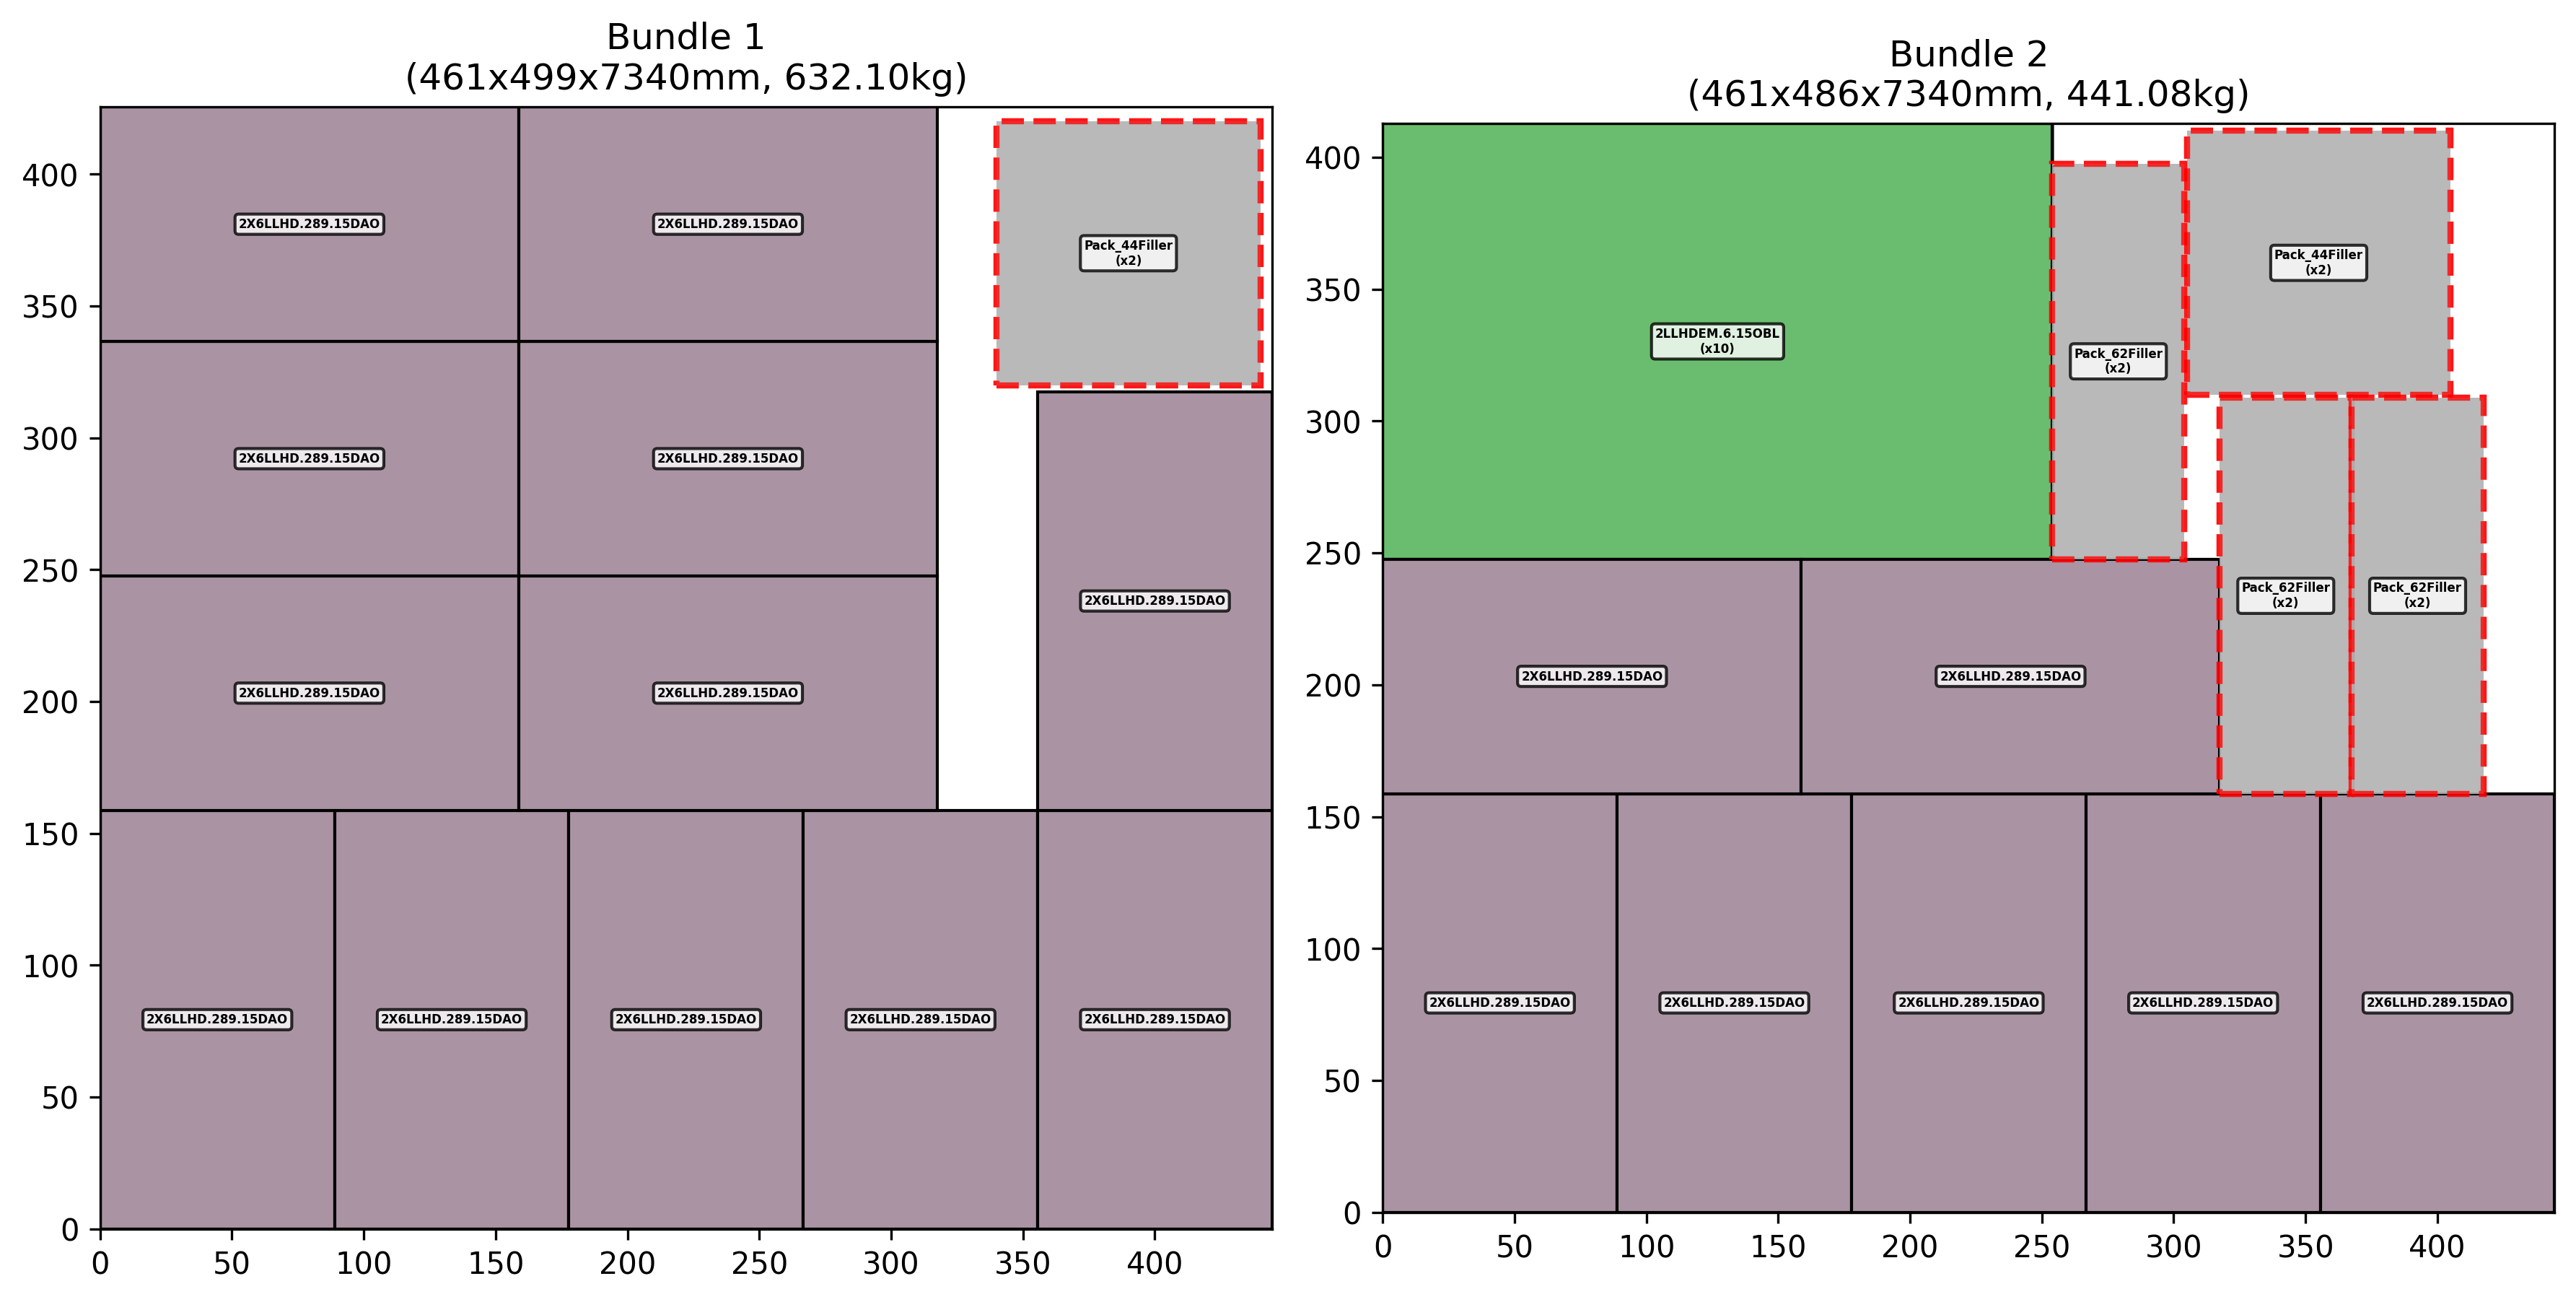 Bundle 1
(461x499x7340mm, 632.10kg)
400
350
300
250
200
150
100
50
0
2X6LLHD.289.15DAO
2X6LLHD.289.15DAO
Pack_44Filler
(x2)
2X6LLHD.289.15DAO
2X6LLHD.289.15DAO
2X6LLHD.289.15DAO
2X6LLHD.289.15DAO
2X6LLHD.289.15DAO
2X6LLHD.289.15DAO
2X6LLHD.289.15DAO
2X6LLHD.289.15DAO
2X6LLHD.289.15DAO
2X6LLHD.289.15DAO
0 50 100 150 200 250 300 350 400
Bundle 2
(461x486x7340mm, 441.08kg)
400
350
300
250
200
150
100
50
0
2LLHDEM.6.15OBL
(x10)
Pack_62Filler
(x2)
Pack_44Filler
(x2)
Pack_62Filler
(x2)
Pack_62Filler
(x2)
2X6LLHD.289.15DAO
2X6LLHD.289.15DAO
2X6LLHD.289.15DAO
2X6LLHD.289.15DAO
2X6LLHD.289.15DAO
2X6LLHD.289.15DAO
2X6LLHD.289.15DAO
0 50 100 150 200 250 300 350 400